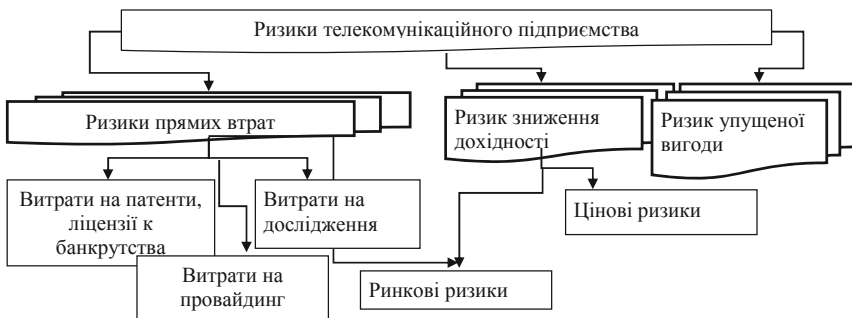 Ризики телекомунікаційного підприємства
Ризики прямих втрат
Ризик зниження
дохідності
Ризик упущеної
вигоди
Витрати на патенти,
ліцензії к
банкрутства
Витрати на
дослідження
Цінові ризики
Витрати на
провайдинг
Ринкові ризики